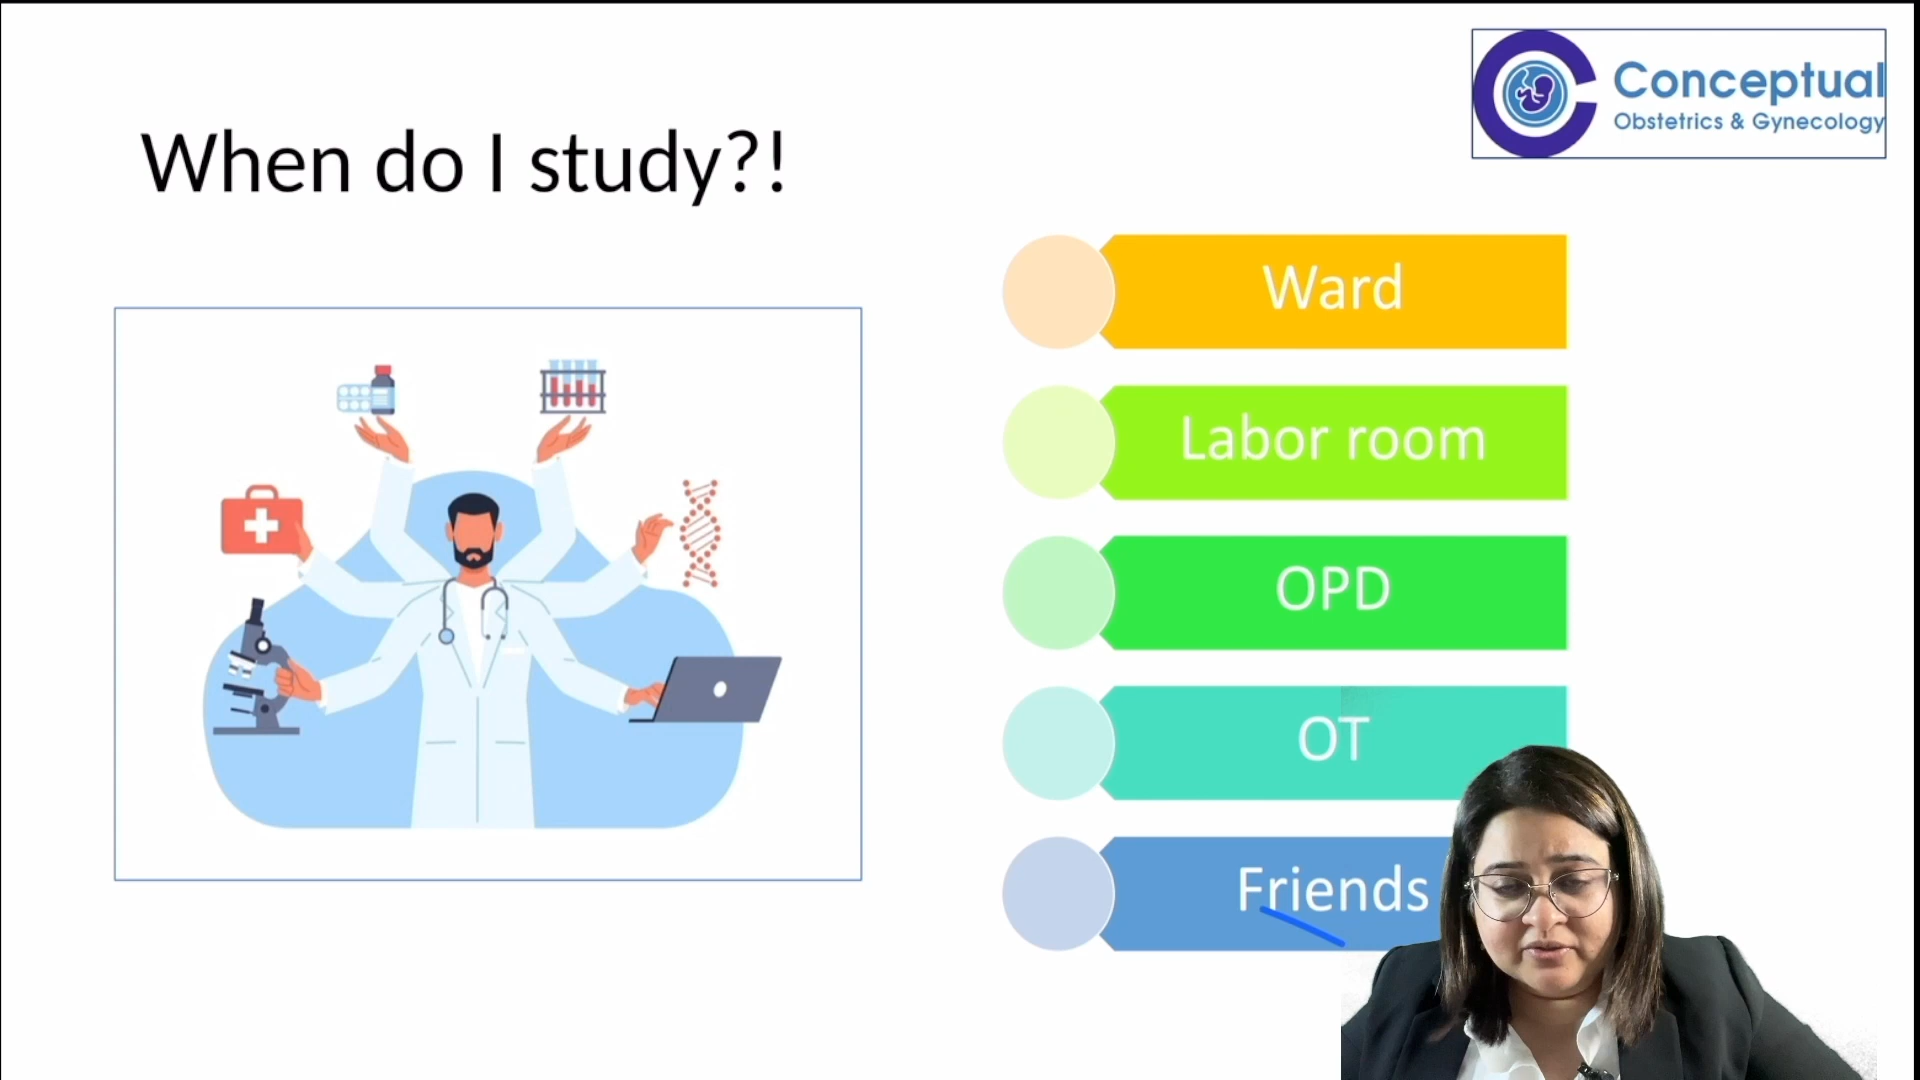 Conceptual
Obstetrics & Gynecology
When do I study?!
Ward
Labor room
OPD
OT
Friends